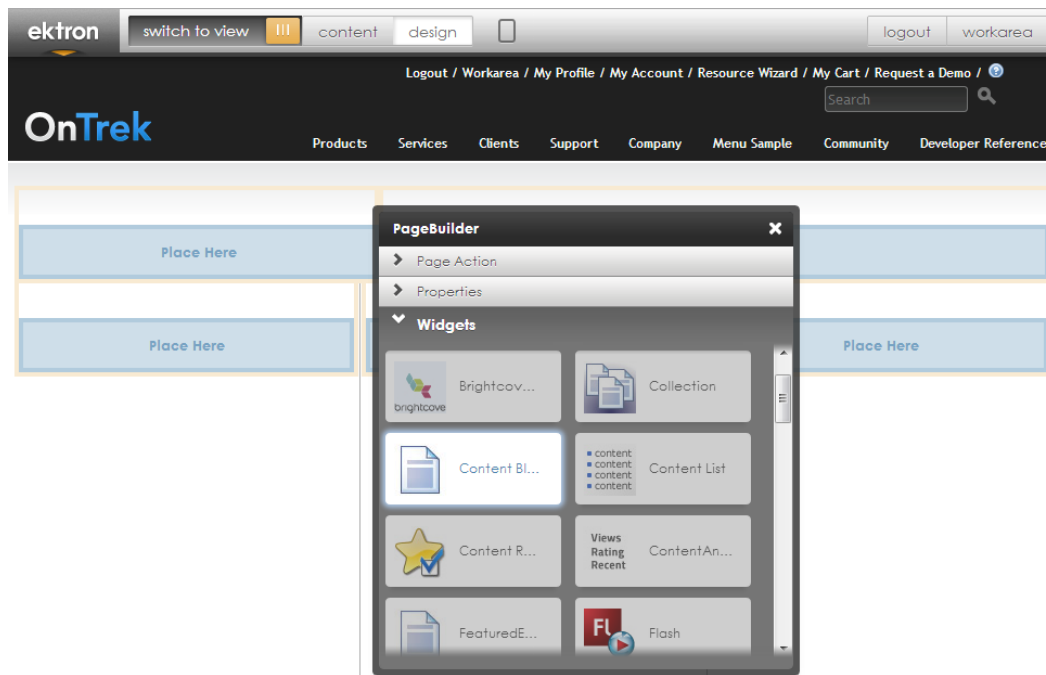 ektron switch to view content design logout workarea
Logout / Workarea / My Profile / My Account / Resource Wizard / My Cart / Request a Demo / ?
Search
OnTrek
Products Services Clients Support Company Menu Sample Community Developer Reference
PageBuilder
Place Here
Page Action
Properties
Widgets
Place Here Place Here
brightcove Brightcov... Collection
Content Bl... content content content content Content List
Content R... Views Rating Recent ContentAn...
FeaturedE... FL Flash